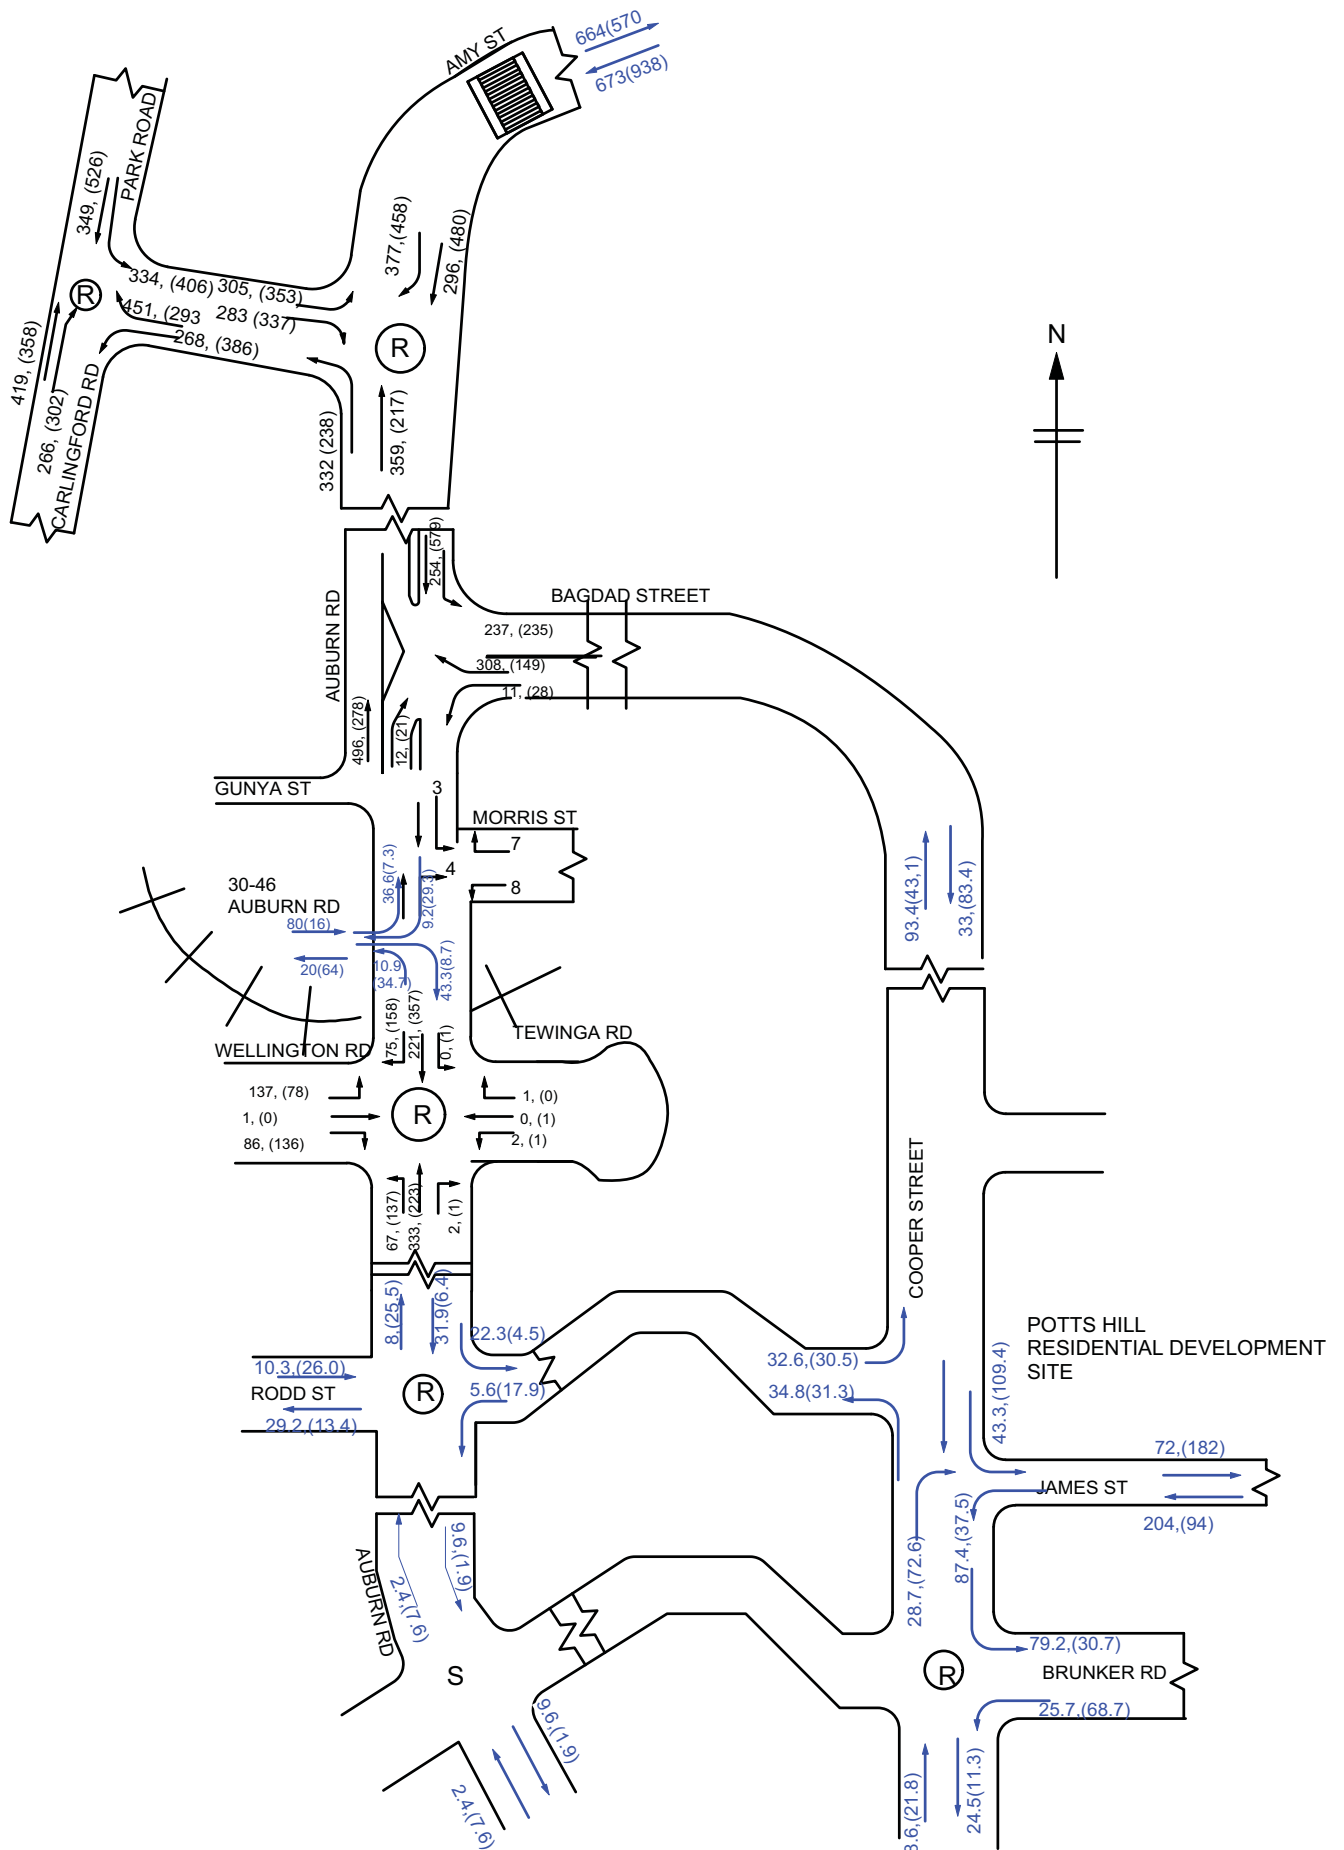 AMY ST
664(570
673(938)
PARK ROAD
349, (526)
377,(458)
296, (480)
334, (406)
305, (353)
R
451, (293
283 (337)
268, (386)
R
419, (358)
266, (302)
CARLINGFORD RD
332 (238)
359, (217)
N
254, (579)
AUBURN RD
BAGDAD STREET
237, (235)
308, (149)
11, (28)
496, (278)
12, (21)
GUNYA ST
3
MORRIS ST
7
4
8
30-46
AUBURN RD
36.6(7.3)
9.2(29.3)
80(16)
20(64)
10.9
(34.7)
43.3(8.7)
93.4(43,1)
33,(83.4)
75, (158)
221, (357)
0, (1)
TEWINGA RD
WELLINGTON RD
137, (78)
1, (0)
86, (136)
R
1, (0)
0, (1)
2, (1)
67, (137)
333, (223)
2, (1)
COOPER STREET
8,(25.5)
31.9(6.4)
22.3(4.5)
5.6(17.9)
10.3,(26.0)
RODD ST
29.2,(13.4)
R
32.6,(30.5)
34.8(31.3)
POTTS HILL
RESIDENTIAL DEVELOPMENT
SITE
43.3,(109.4)
72,(182)
JAMES ST
204,(94)
28.7,(72.6)
87.4,(37.5)
9.6,(1.9)
2.4,(7.6)
AUBURN RD
S
79.2,(30.7)
BRUNKER RD
R
25.7,(68.7)
9.6,(1.9)
2.4,(7.6)
.6,(21.8)
24.5(11.3)